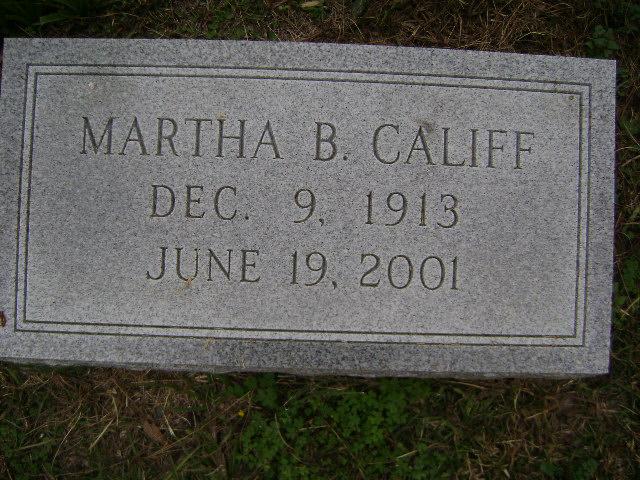 MARTHA B. CALIFF
DEC. 9, 1913
JUNE 19, 2001